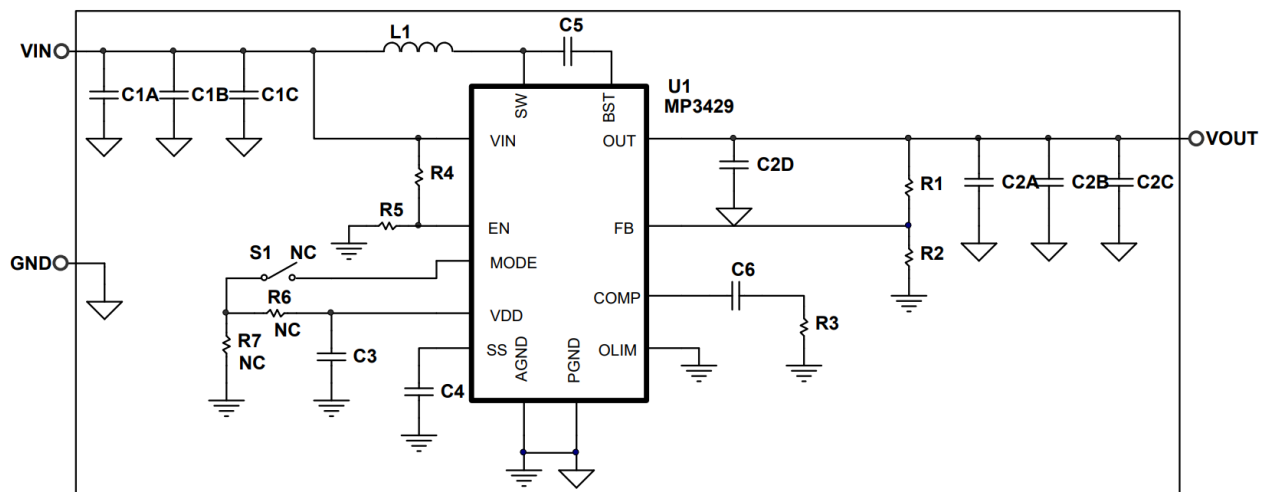 L1
C5
VIN
C1A
C1B
C1C
U1
MP3429
SW
BST
VIN
OUT
VOUT
R4
C2D
R1
C2A
C2B
C2C
R5
EN
FB
S1
NC
R2
GND
MODE
C6
R6
COMP
VDD
R3
NC
R7
NC
C3
SS
AGND
PGND
OLIM
C4